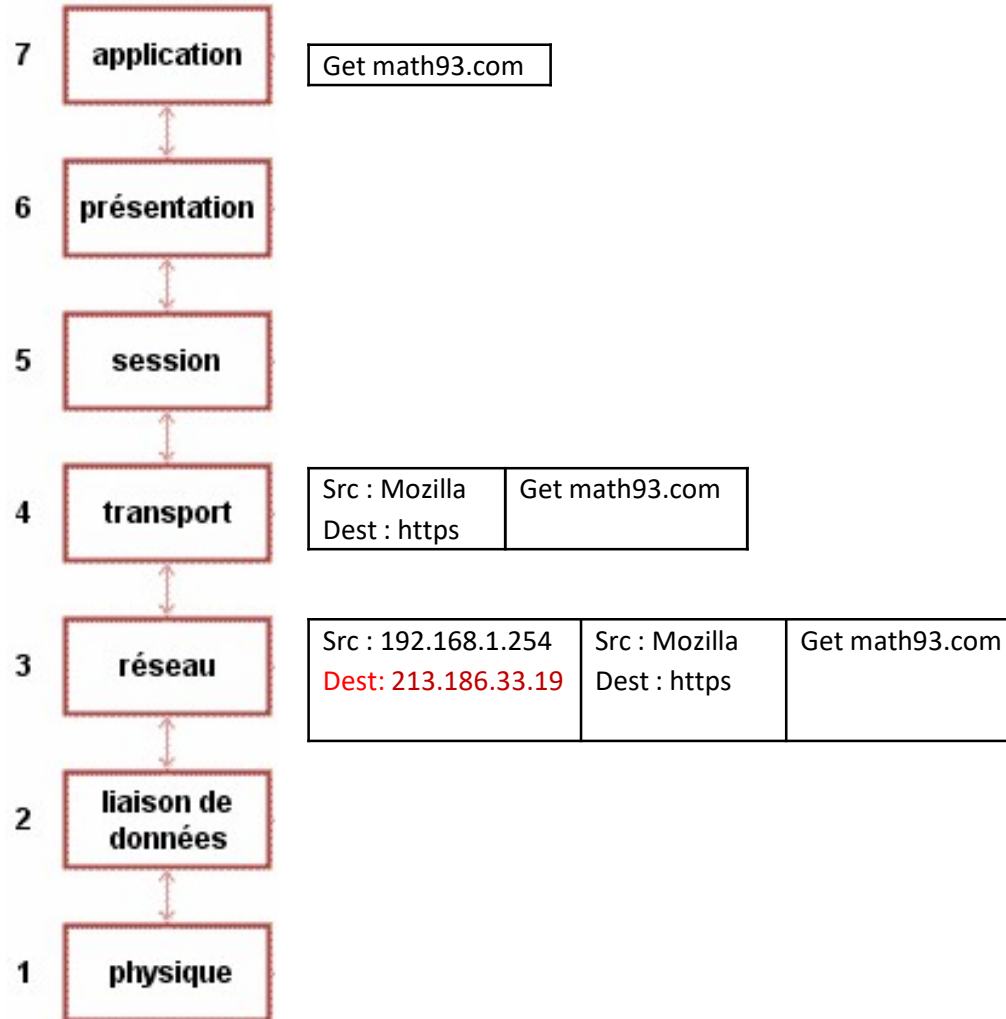 7 application Get math93.com
6 présentation
5 session
4 transport
Src : Mozilla Get math93.com
Dest : https
3 réseau
Src : 192.168.1.254 Src : Mozilla Get math93.com
Dest: 213.186.33.19 Dest : https
2 liaison de
données
1 physique